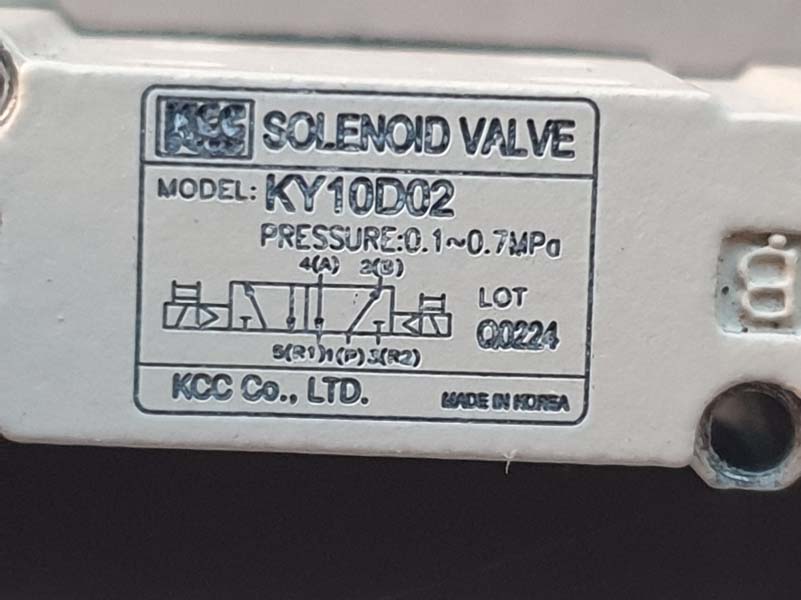 KCC SOLENOID VALVE
MODEL: KY10D02
PRESSURE:0.1~0.7MPa
4(A) 2(B)
LOT
Q0224
5(R1)1(P)3(R2)
KCC Co., LTD. MADE IN KOREA
B